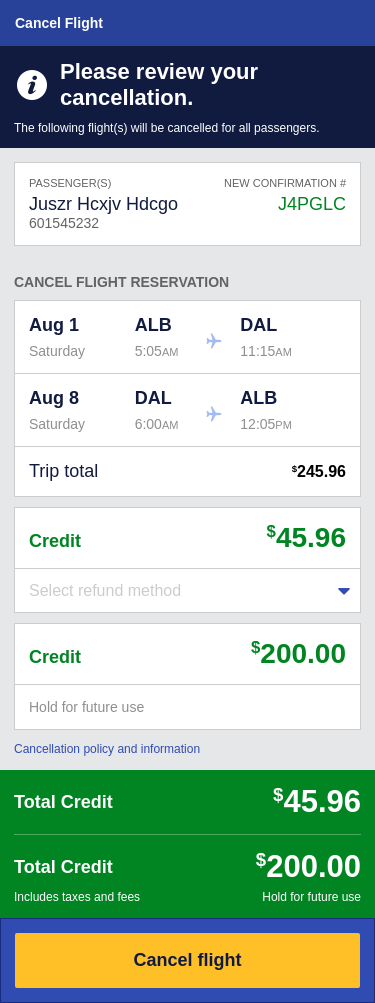 Cancel Flight
Please review your
cancellation.
The following flight(s) will be cancelled for all passengers.
PASSENGER(S) NEW CONFIRMATION #
Juszr Hcxjv Hdcgo J4PGLC
601545232
CANCEL FLIGHT RESERVATION
Aug 1 ALB DAL
Saturday 5:05AM 11:15AM
Aug 8 DAL ALB
Saturday 6:00AM 12:05PM
Trip total $245.96
Credit $45.96
Select refund method
Credit $200.00
Hold for future use
Cancellation policy and information
Total Credit $45.96
Total Credit $200.00
Includes taxes and fees Hold for future use
Cancel flight